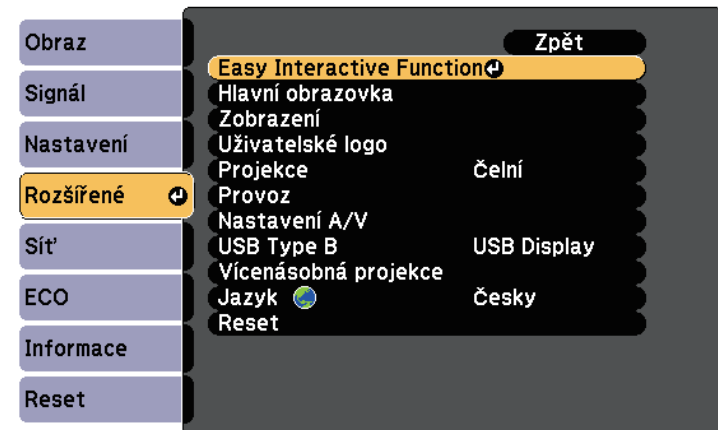 Obraz
Signál
Nastavení
Rozšířené
Síť
ECO
Informace
Reset
Zpět
Easy Interactive Function
Hlavní obrazovka
Zobrazení
Uživatelské logo
Projekce Čelní
Provoz
Nastavení A/V
USB Type B USB Display
Vícenásobná projekce
Jazyk Česky
Reset